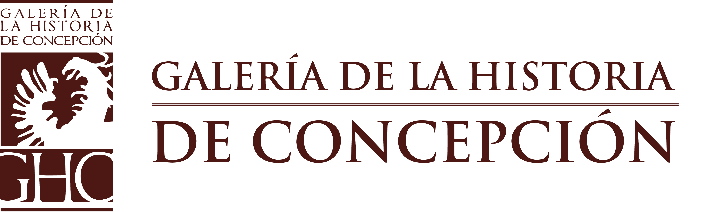 GALERÍA DE
LA HISTORIA
DE CONCEPCIÓN
GHC
GALERÍA DE LA HISTORIA
DE CONCEPCIÓN